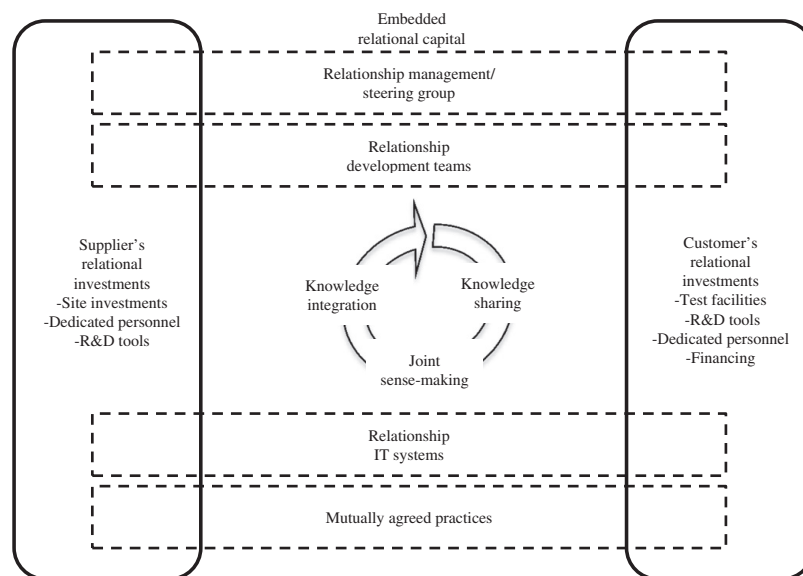 Embedded
relational capital
Relationship management/
steering group
Relationship
development teams
Supplier’s
relational
investments
-Site investments
-Dedicated personnel
-R&D tools
Knowledge
integration
Knowledge
sharing
Joint
sense-making
Customer’s
relational
investments
-Test facilities
-R&D tools
-Dedicated personnel
-Financing
Relationship
IT systems
Mutually agreed practices